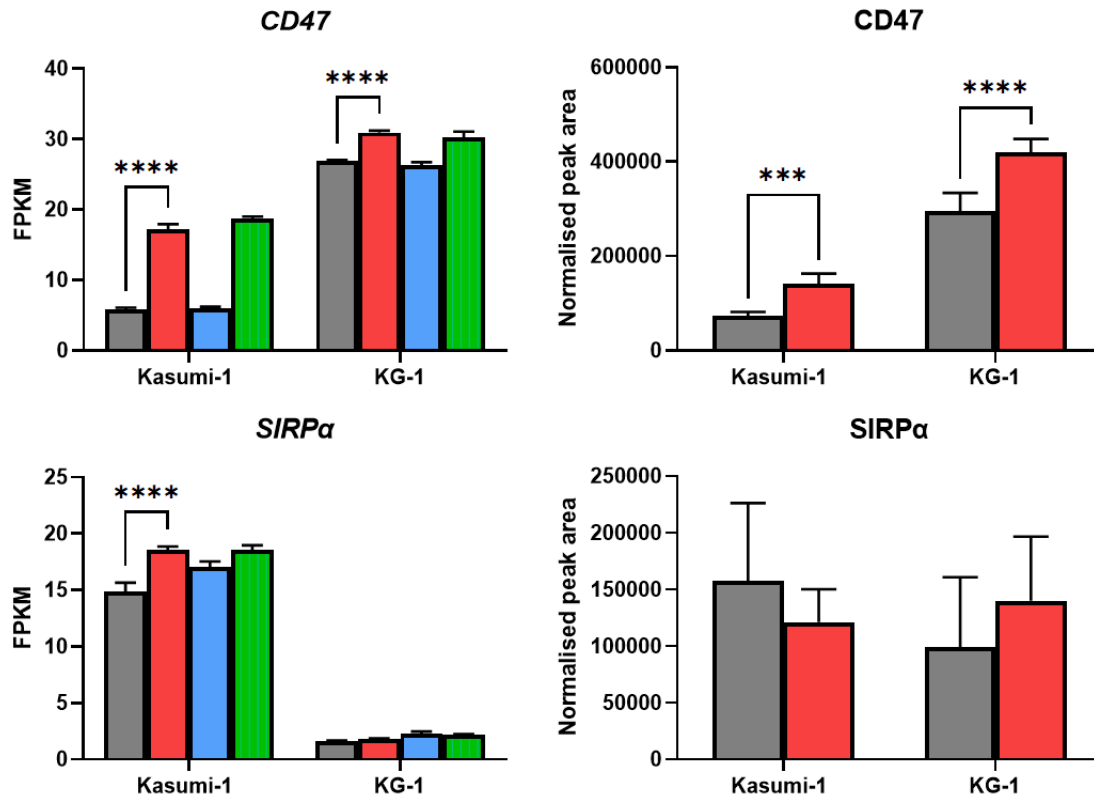 CD47
FPKM
40
30
20
10
0
****
****
Kasumi-1
KG-1
CD47
Normalised peak area
600000
400000
200000
0
***
****
Kasumi-1
KG-1
SIRPα
FPKM
25
20
15
10
5
0
****
Kasumi-1
KG-1
SIRPα
Normalised peak area
250000
200000
150000
100000
50000
0
Kasumi-1
KG-1